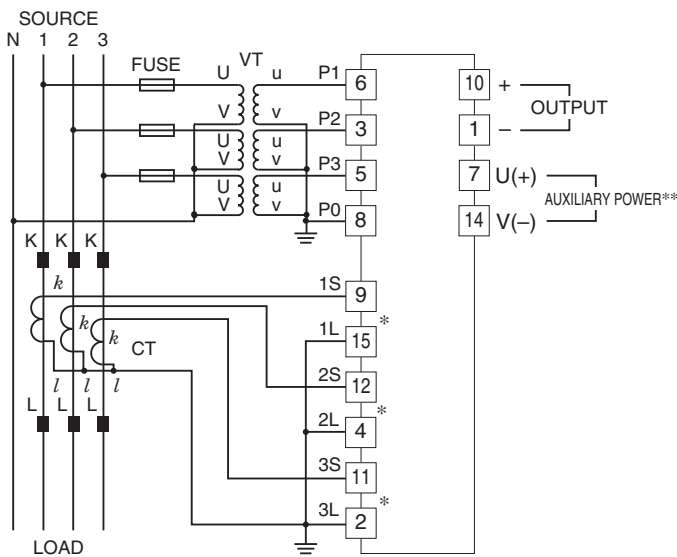 SOURCE
N 1 2 3
FUSE
VT
U u P1 6
V v
P2 3
U u
V v
P3 5
U u
V v
P0 8
10 +
OUTPUT
1 −
7 U(+)
AUXILIARY POWER**
14 V(−)
K K K
k
k
k
CT
l l l
L L L
1S 9
1L 15 *
2S 12
2L 4 *
3S 11
3L 2 *
LOAD